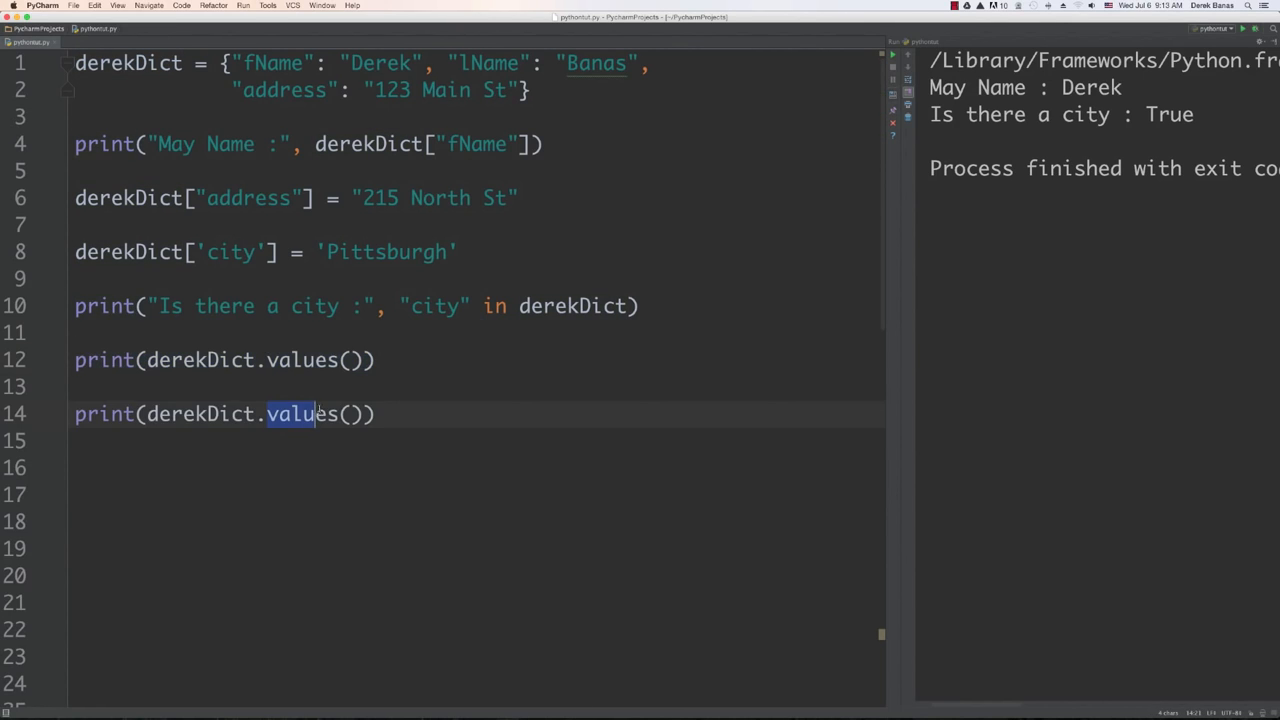 PyCharm File Edit View Navigate Code Refactor Run Tools VCS Window Help
10 Wed Jul 6 9:13 AM Derek Banas
pythontut.py - PycharmProjects - [~/PycharmProjects]
PycharmProjects pythontut.py pythontut
pythontut.py
Run pythontut
1 derekDict = {"fName": "Derek", "lName": "Banas",
2 "address": "123 Main St"}
3
4 print("May Name :", derekDict["fName"])
5
6 derekDict["address"] = "215 North St"
7
8 derekDict['city'] = 'Pittsburgh'
9
10 print("Is there a city :", "city" in derekDict)
11
12 print(derekDict.values())
13
14 print(derekDict.values())
15
16
17
18
19
20
21
22
23
24
/Library/Frameworks/Python.fra
May Name : Derek
Is there a city : True
Process finished with exit co
4 chars 14:21 LF÷ UTF-8÷